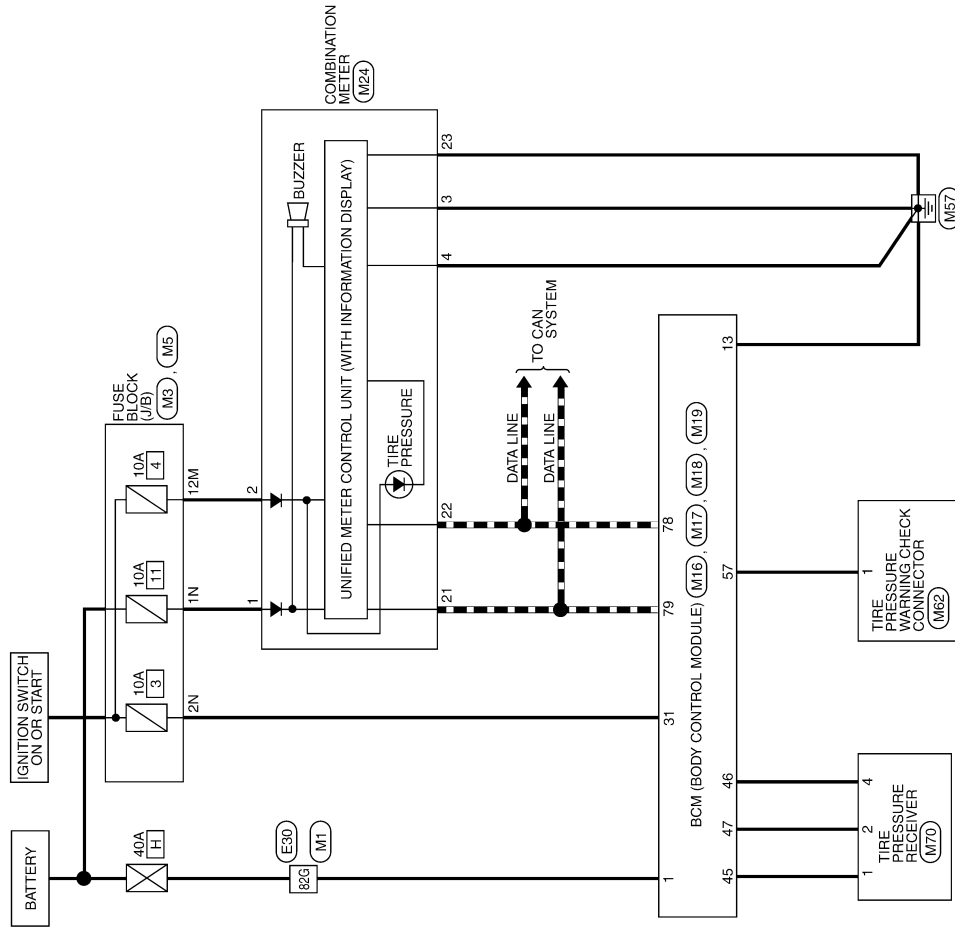 BATTERY
IGNITION SWITCH
ON OR START
40A
H
10A
3
10A
11
10A
4
FUSE
BLOCK
(J/B)
M3 , M5
2N
1N
12M
82G
E30
M1
1
2
COMBINATION
METER
M24
BUZZER
UNIFIED METER CONTROL UNIT (WITH INFORMATION DISPLAY)
TIRE
PRESSURE
21
22
4
3
23
DATA LINE
DATA LINE
TO CAN
SYSTEM
1
31
79
78
BCM (BODY CONTROL MODULE) M16 , M17 , M18 , M19
45
47
46
57
13
1
2
4
TIRE
PRESSURE
RECEIVER
M70
1
TIRE
PRESSURE
WARNING CHECK
CONNECTOR
M62
M57